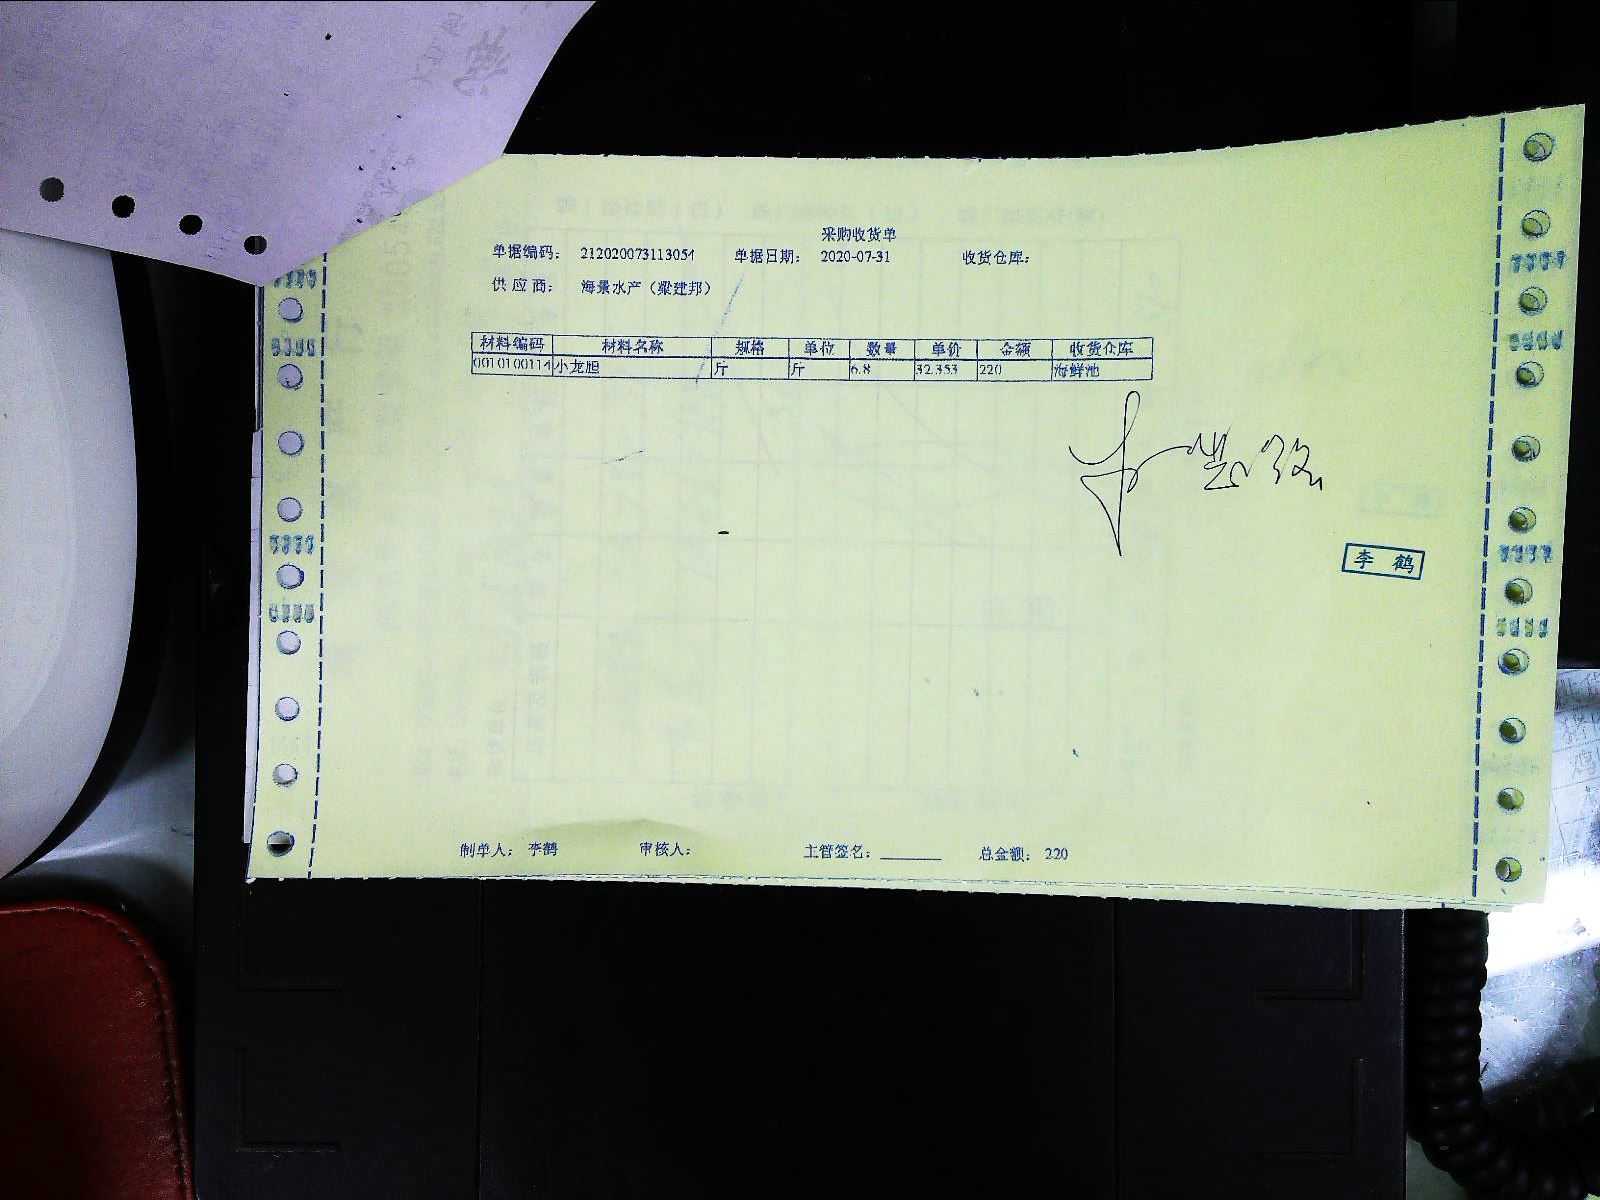 采购收货单
单据编码： 212020073113054 单据日期： 2020-07-31 收货仓库：
供 应 商： 海景水产（梁建邦）
材料编码 材料名称 规格 单位 数量 单价 金额 收货仓库
0010100114 小龙胆 斤 斤 6.8 32.353 220 海鲜池
李 鹤
制单人： 李鹤 审核人： 主管签名： 总金额： 220